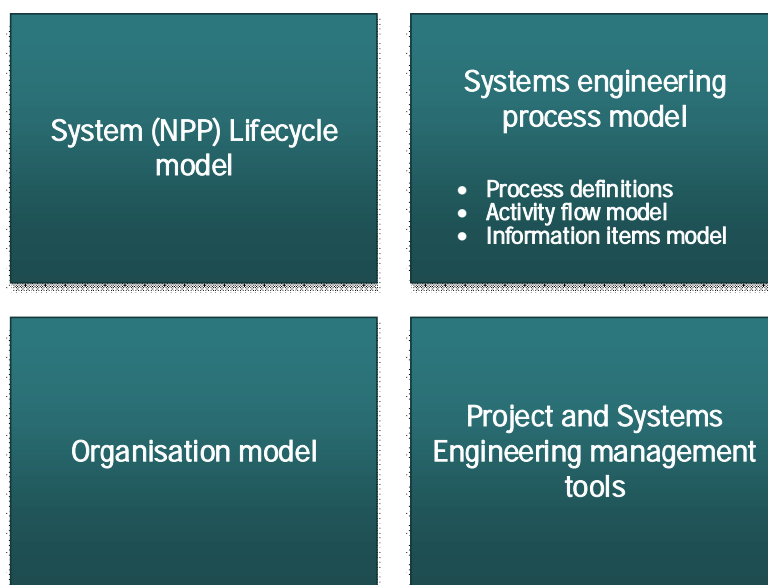 System (NPP) Lifecycle
model
Systems engineering
process model
• Process definitions
• Activity flow model
• Information items model
Organisation model
Project and Systems
Engineering management
tools